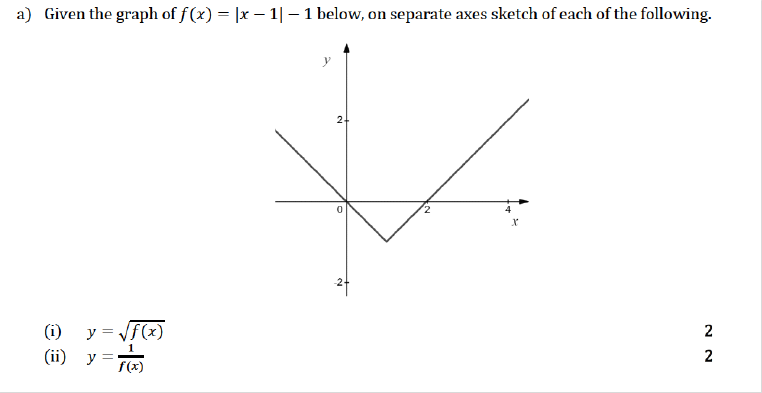 a) Given the graph of f(x) = |x − 1| − 1 below, on separate axes sketch of each of the following.
y
2
0 2 4
x
-2
(i) y = √f(x) 2
(ii) y = 1/f(x) 2